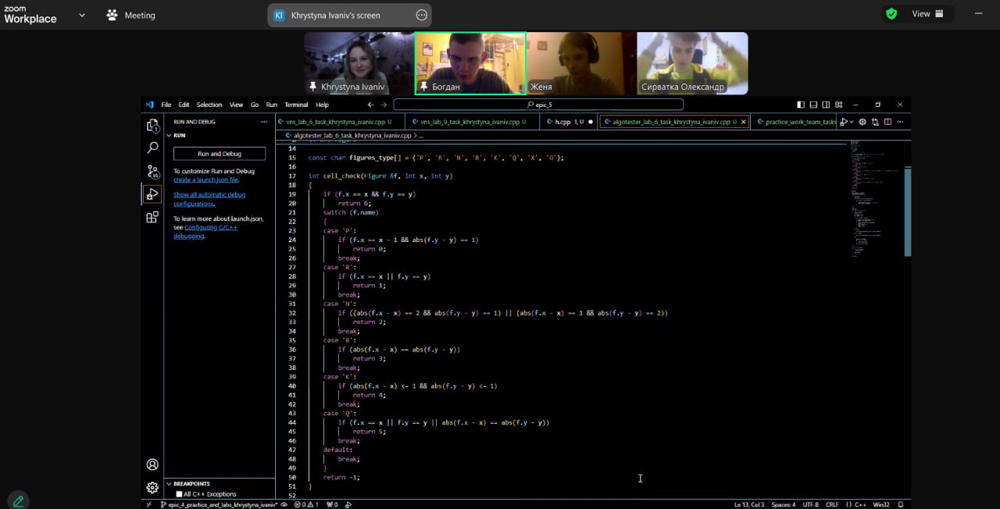 zoom
Workplace
Meeting
KI Khrystyna Ivaniv's screen
View
Khrystyna Ivaniv
Богдан
Женя
Сирватка Олександр
File Edit Selection View Go Run Terminal Help
epic_5
RUN AND DEBUG
vns_lab_6_task_khrystyna_ivaniv.cpp U
vns_lab_9_task_khrystyna_ivaniv.cpp U
h.cpp 1, U
algotester_lab_6_task_khrystyna_ivaniv.cpp U
practice_work_team_tasks
RUN
algotester_lab_6_task_khrystyna_ivaniv.cpp > ...
Run and Debug
To customize Run and Debug
create a launch.json file.
Show all automatic debug
configurations.
To learn more about launch.json,
see Configuring C/C++
debugging.
14
15 const char figures_type[] = {'P', 'R', 'N', 'B', 'K', 'Q', 'X', 'O'};
16
17 int cell_check(Figure &f, int x, int y)
18 {
19 if (f.x == x && f.y == y)
20 return 6;
21 switch (f.name)
22 {
23 case 'P':
24 if (f.x == x - 1 && abs(f.y - y) == 1)
25 return 0;
26 break;
27 case 'R':
28 if (f.x == x || f.y == y)
29 return 1;
30 break;
31 case 'N':
32 if ((abs(f.x - x) == 2 && abs(f.y - y) == 1) || (abs(f.x - x) == 1 && abs(f.y - y) == 2))
33 return 2;
34 break;
35 case 'B':
36 if (abs(f.x - x) == abs(f.y - y))
37 return 3;
38 break;
39 case 'K':
40 if (abs(f.x - x) <= 1 && abs(f.y - y) <= 1)
41 return 4;
42 break;
43 case 'Q':
44 if (f.x == x || f.y == y || abs(f.x - x) == abs(f.y - y))
45 return 5;
46 break;
47 default:
48 break;
49 }
50 return -1;
51 }
52
BREAKPOINTS
All C++ Exceptions
epic_4_practice_and_labs_khrystyna_ivaniv* 0 1 0
Ln 13, Col 3 Spaces: 4 UTF-8 CRLF {} C++ Win32